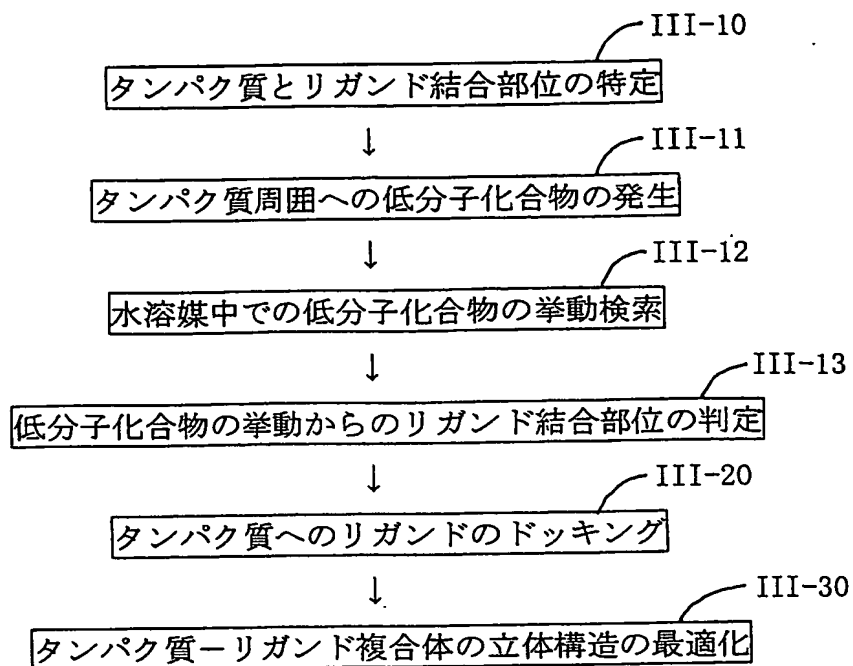 III-10
タンパク質とリガンド結合部位の特定
↓
III-11
タンパク質周囲への低分子化合物の発生
↓
III-12
水溶媒中での低分子化合物の挙動検索
↓
III-13
低分子化合物の挙動からのリガンド結合部位の判定
↓
III-20
タンパク質へのリガンドのドッキング
↓
III-30
タンパク質−リガンド複合体の立体構造の最適化